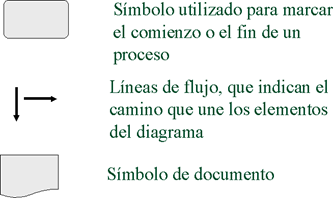 Símbolo utilizado para marcar
el comienzo o el fin de un
proceso
Líneas de flujo, que indican el
camino que une los elementos
del diagrama
Símbolo de documento